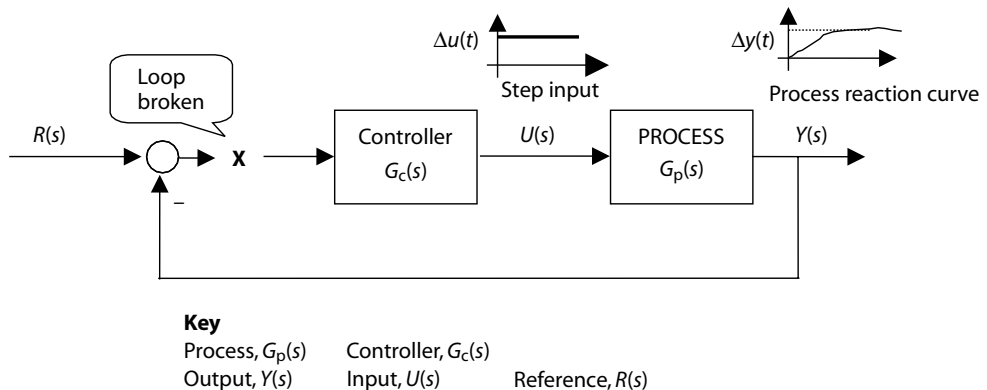 Δu(t)
Step input
Δy(t)
Process reaction curve
Loop
broken
R(s)
X
Controller
Gc(s)
U(s)
PROCESS
Gp(s)
Y(s)
–
Key
Process, Gp(s) Controller, Gc(s)
Output, Y(s) Input, U(s) Reference, R(s)